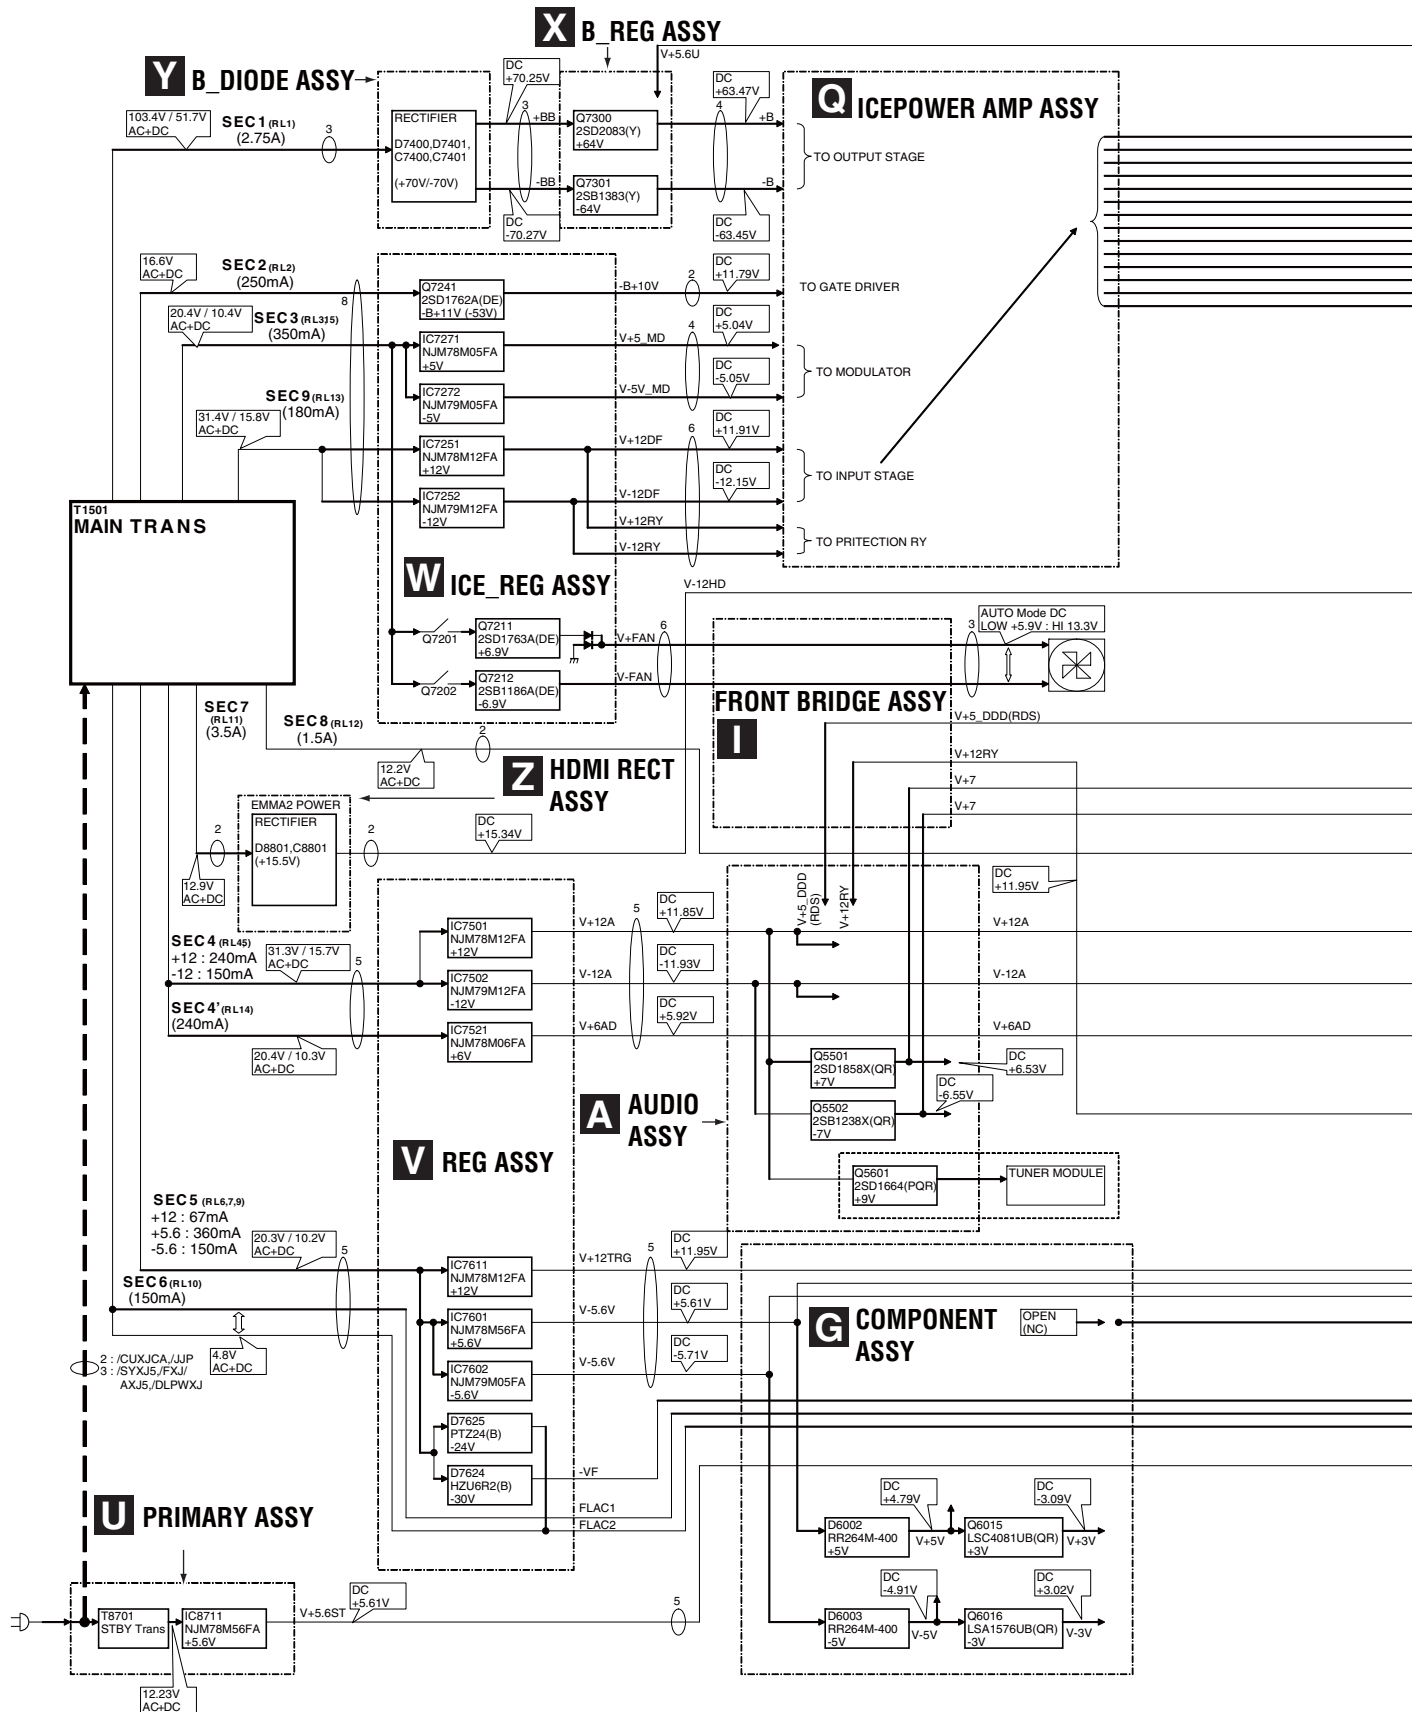 X B_REG ASSY
V+5.6U
Y B_DIODE ASSY
DC
+70.25V
DC
+63.47V
Q ICEPOWER AMP ASSY
103.4V / 51.7V
AC+DC
SEC1 (RL1)
(2.75A)
3
RECTIFIER
D7400,D7401,
C7400,C7401
(+70V/-70V)
3
+BB
Q7300
2SD2083(Y)
+64V
4
+B
TO OUTPUT STAGE
-BB
Q7301
2SB1383(Y)
-64V
-B
DC
-70.27V
DC
-63.45V
16.6V
AC+DC
SEC2 (RL2)
(250mA)
8
Q7241
2SD1762A(DE)
-B+11V (-53V)
-B+10V
2
DC
+11.79V
TO GATE DRIVER
20.4V / 10.4V
AC+DC
SEC3 (RL3,15)
(350mA)
IC7271
NJM78M05FA
+5V
V+5_MD
4
DC
+5.04V
TO MODULATOR
IC7272
NJM79M05FA
-5V
V-5V_MD
DC
-5.05V
SEC9 (RL13)
(180mA)
31.4V / 15.8V
AC+DC
IC7251
NJM78M12FA
+12V
V+12DF
6
DC
+11.91V
TO INPUT STAGE
IC7252
NJM79M12FA
-12V
V-12DF
DC
-12.15V
V+12RY
V-12RY
TO PRITECTION RY
T1501
MAIN TRANS
W ICE_REG ASSY
V-12HD
Q7201
Q7211
2SD1763A(DE)
+6.9V
V+FAN
6
3
AUTO Mode DC
LOW +5.9V : HI 13.3V
Q7202
Q7212
2SB1186A(DE)
-6.9V
V-FAN
FRONT BRIDGE ASSY
I
SEC7
(RL11)
(3.5A)
SEC8 (RL12)
(1.5A)
2
12.2V
AC+DC
V+5_DDD(RDS)
V+12RY
V+7
V+7
Z HDMI RECT
ASSY
EMMA2 POWER
RECTIFIER
D8801,C8801
(+15.5V)
2
2
DC
+15.34V
12.9V
AC+DC
V+5_DDD
(RDS)
V+12RY
DC
+11.95V
SEC4 (RL45)
+12 : 240mA
-12 : 150mA
31.3V / 15.7V
AC+DC
5
IC7501
NJM78M12FA
+12V
V+12A
5
DC
+11.85V
V+12A
IC7502
NJM79M12FA
-12V
V-12A
DC
-11.93V
V-12A
SEC4' (RL14)
(240mA)
20.4V / 10.3V
AC+DC
IC7521
NJM78M06FA
+6V
V+6AD
DC
+5.92V
V+6AD
Q5501
2SD1858X(QR)
+7V
DC
+6.53V
Q5502
2SB1238X(QR)
-7V
DC
-6.55V
A AUDIO
ASSY
V REG ASSY
Q5601
2SD1664(PQR)
+9V
TUNER MODULE
SEC5 (RL6,7,9)
+12 : 67mA
+5.6 : 360mA
-5.6 : 150mA
20.3V / 10.2V
AC+DC
5
IC7611
NJM78M12FA
+12V
V+12TRG
5
DC
+11.95V
SEC6 (RL10)
(150mA)
IC7601
NJM78M56FA
+5.6V
V-5.6V
DC
+5.61V
G COMPONENT
ASSY
OPEN
(NC)
2 : /CUXJCA,/JJP
3 : /SYXJ5,/FXJ/
AXJ5,/DLPWXJ
4.8V
AC+DC
IC7602
NJM79M05FA
-5.6V
V-5.6V
DC
-5.71V
D7625
PTZ24(B)
-24V
D7624
HZU6R2(B)
-30V
-VF
FLAC1
FLAC2
U PRIMARY ASSY
DC
+4.79V
DC
-3.09V
D6002
RR264M-400
+5V
V+5V
Q6015
LSC4081UB(QR)
+3V
V+3V
DC
-4.91V
DC
+3.02V
D6003
RR264M-400
-5V
V-5V
Q6016
LSA1576UB(QR)
-3V
V-3V
T8701
STBY Trans
IC8711
NJM78M56FA
+5.6V
V+5.6ST
DC
+5.61V
5
12.23V
AC+DC